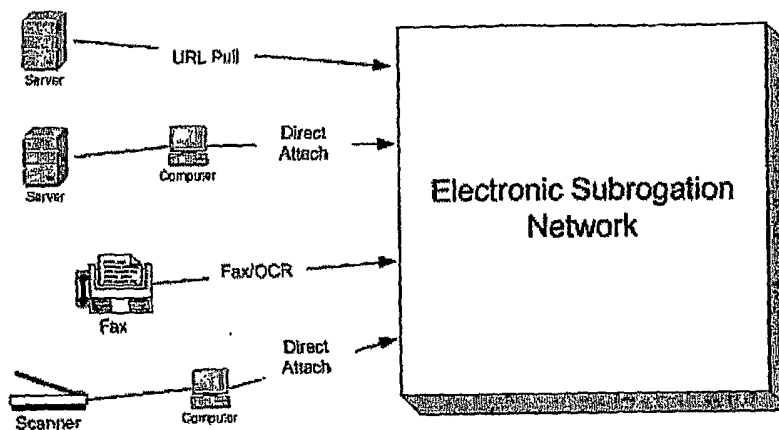 Server
URL Pull
Server
Computer
Direct
Attach
Electronic Subrogation
Network
Fax
Fax/OCR
Scanner
Computer
Direct
Attach